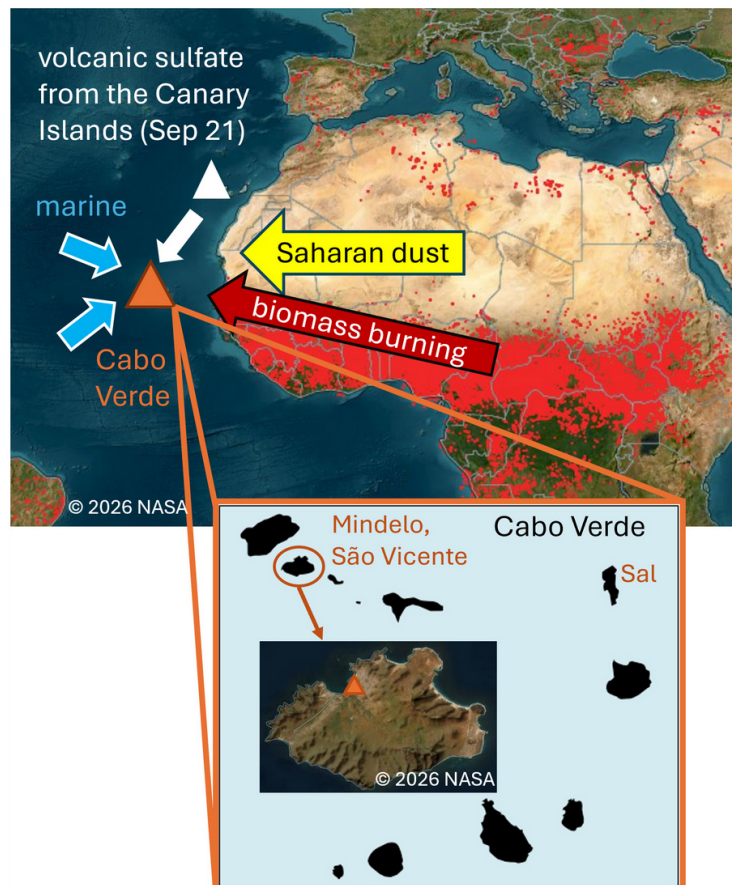 volcanic sulfate
from the Canary
Islands (Sep 21)
marine
Saharan dust
biomass burning
Cabo
Verde
© 2026 NASA
Mindelo,
São Vicente
Cabo Verde
Sal
© 2026 NASA